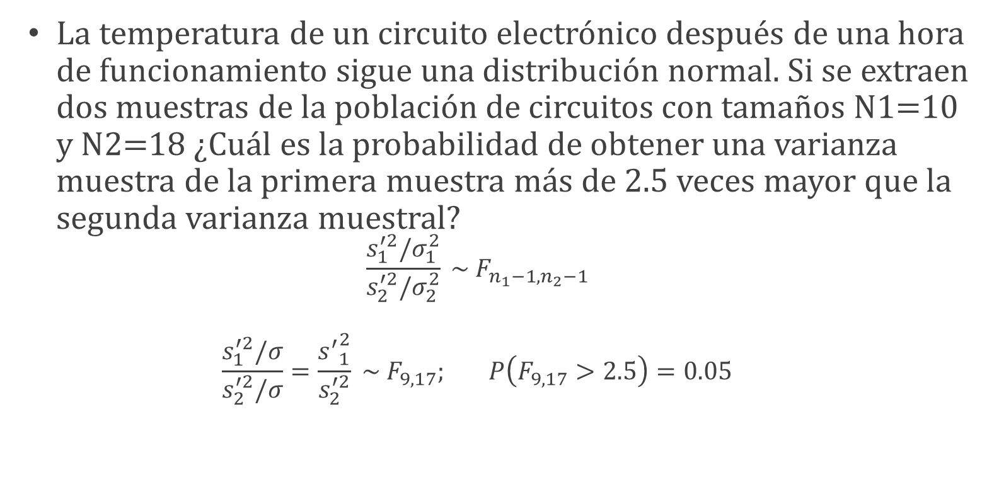 • La temperatura de un circuito electrónico después de una hora
de funcionamiento sigue una distribución normal. Si se extraen
dos muestras de la población de circuitos con tamaños N1=10
y N2=18 ¿Cuál es la probabilidad de obtener una varianza
muestra de la primera muestra más de 2.5 veces mayor que la
segunda varianza muestral?
\frac{s_1'^2/\sigma_1^2}{s_2'^2/\sigma_2^2} \sim F_{n_1-1,n_2-1}
\frac{s_1'^2/\sigma}{s_2'^2/\sigma} = \frac{s'^2_1}{s_2'^2} \sim F_{9,17}; P(F_{9,17} > 2.5) = 0.05